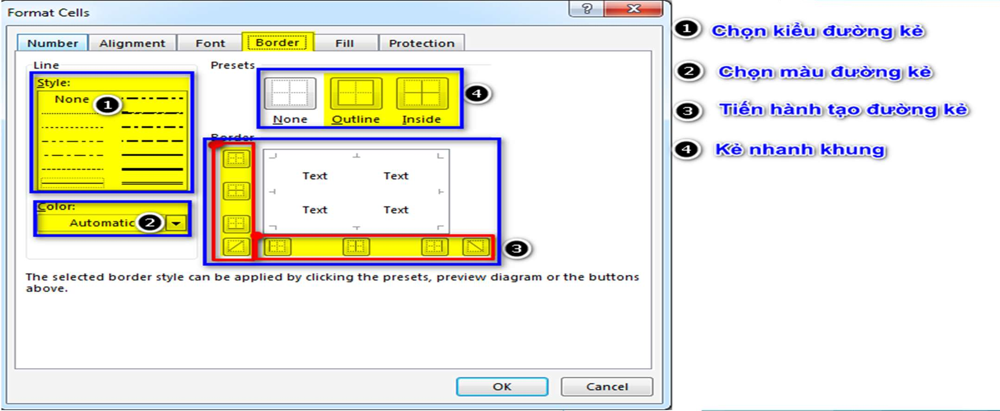 Format Cells
?
Number Alignment Font Border Fill Protection
Line
Style:
None
1
Color:
Automatic
2
Presets
None Outline Inside
4
Border
Text Text
Text Text
3
The selected border style can be applied by clicking the presets, preview diagram or the buttons
above.
OK Cancel
1 Chọn kiểu đường kẻ
2 Chọn màu đường kẻ
3 Tiến hành tạo đường kẻ
4 Kẻ nhanh khung